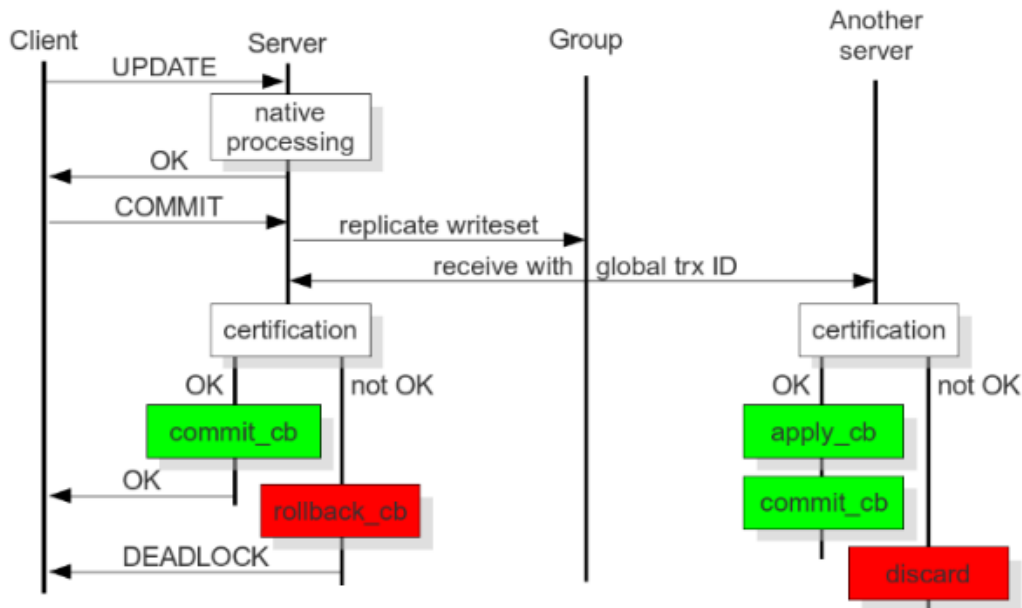 Client
Server
Group
Another
server
UPDATE
native
processing
OK
COMMIT
replicate writeset
receive with
global trx ID
certification
certification
OK
not OK
OK
not OK
commit_cb
apply_cb
OK
rollback_cb
commit_cb
DEADLOCK
discard